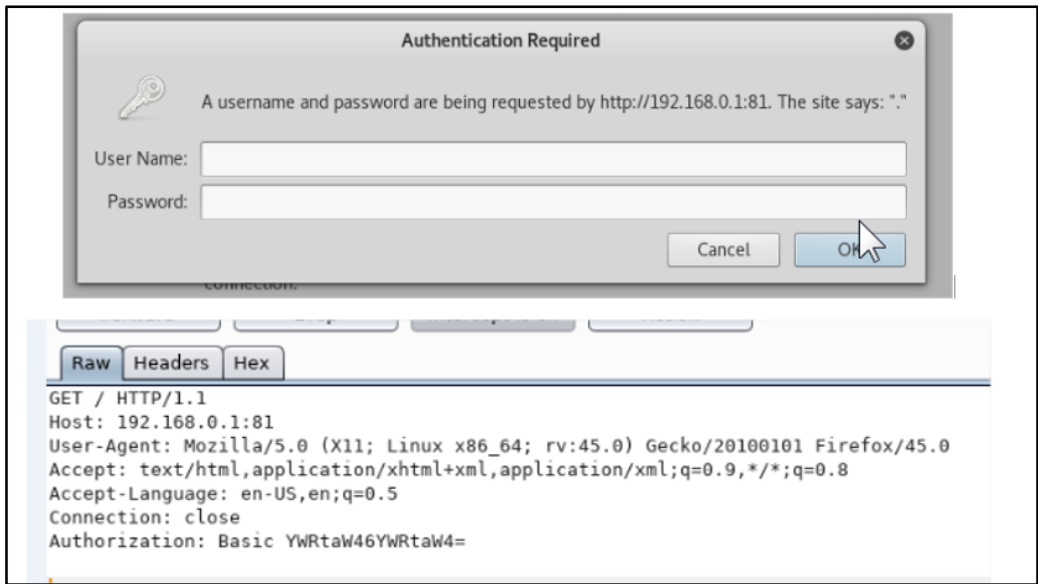 Authentication Required
A username and password are being requested by http://192.168.0.1:81. The site says: "."
User Name:
Password:
Cancel OK
connection.
Raw Headers Hex
GET / HTTP/1.1
Host: 192.168.0.1:81
User-Agent: Mozilla/5.0 (X11; Linux x86_64; rv:45.0) Gecko/20100101 Firefox/45.0
Accept: text/html,application/xhtml+xml,application/xml;q=0.9,*/*;q=0.8
Accept-Language: en-US,en;q=0.5
Connection: close
Authorization: Basic YWRtaW46YWRtaW4=